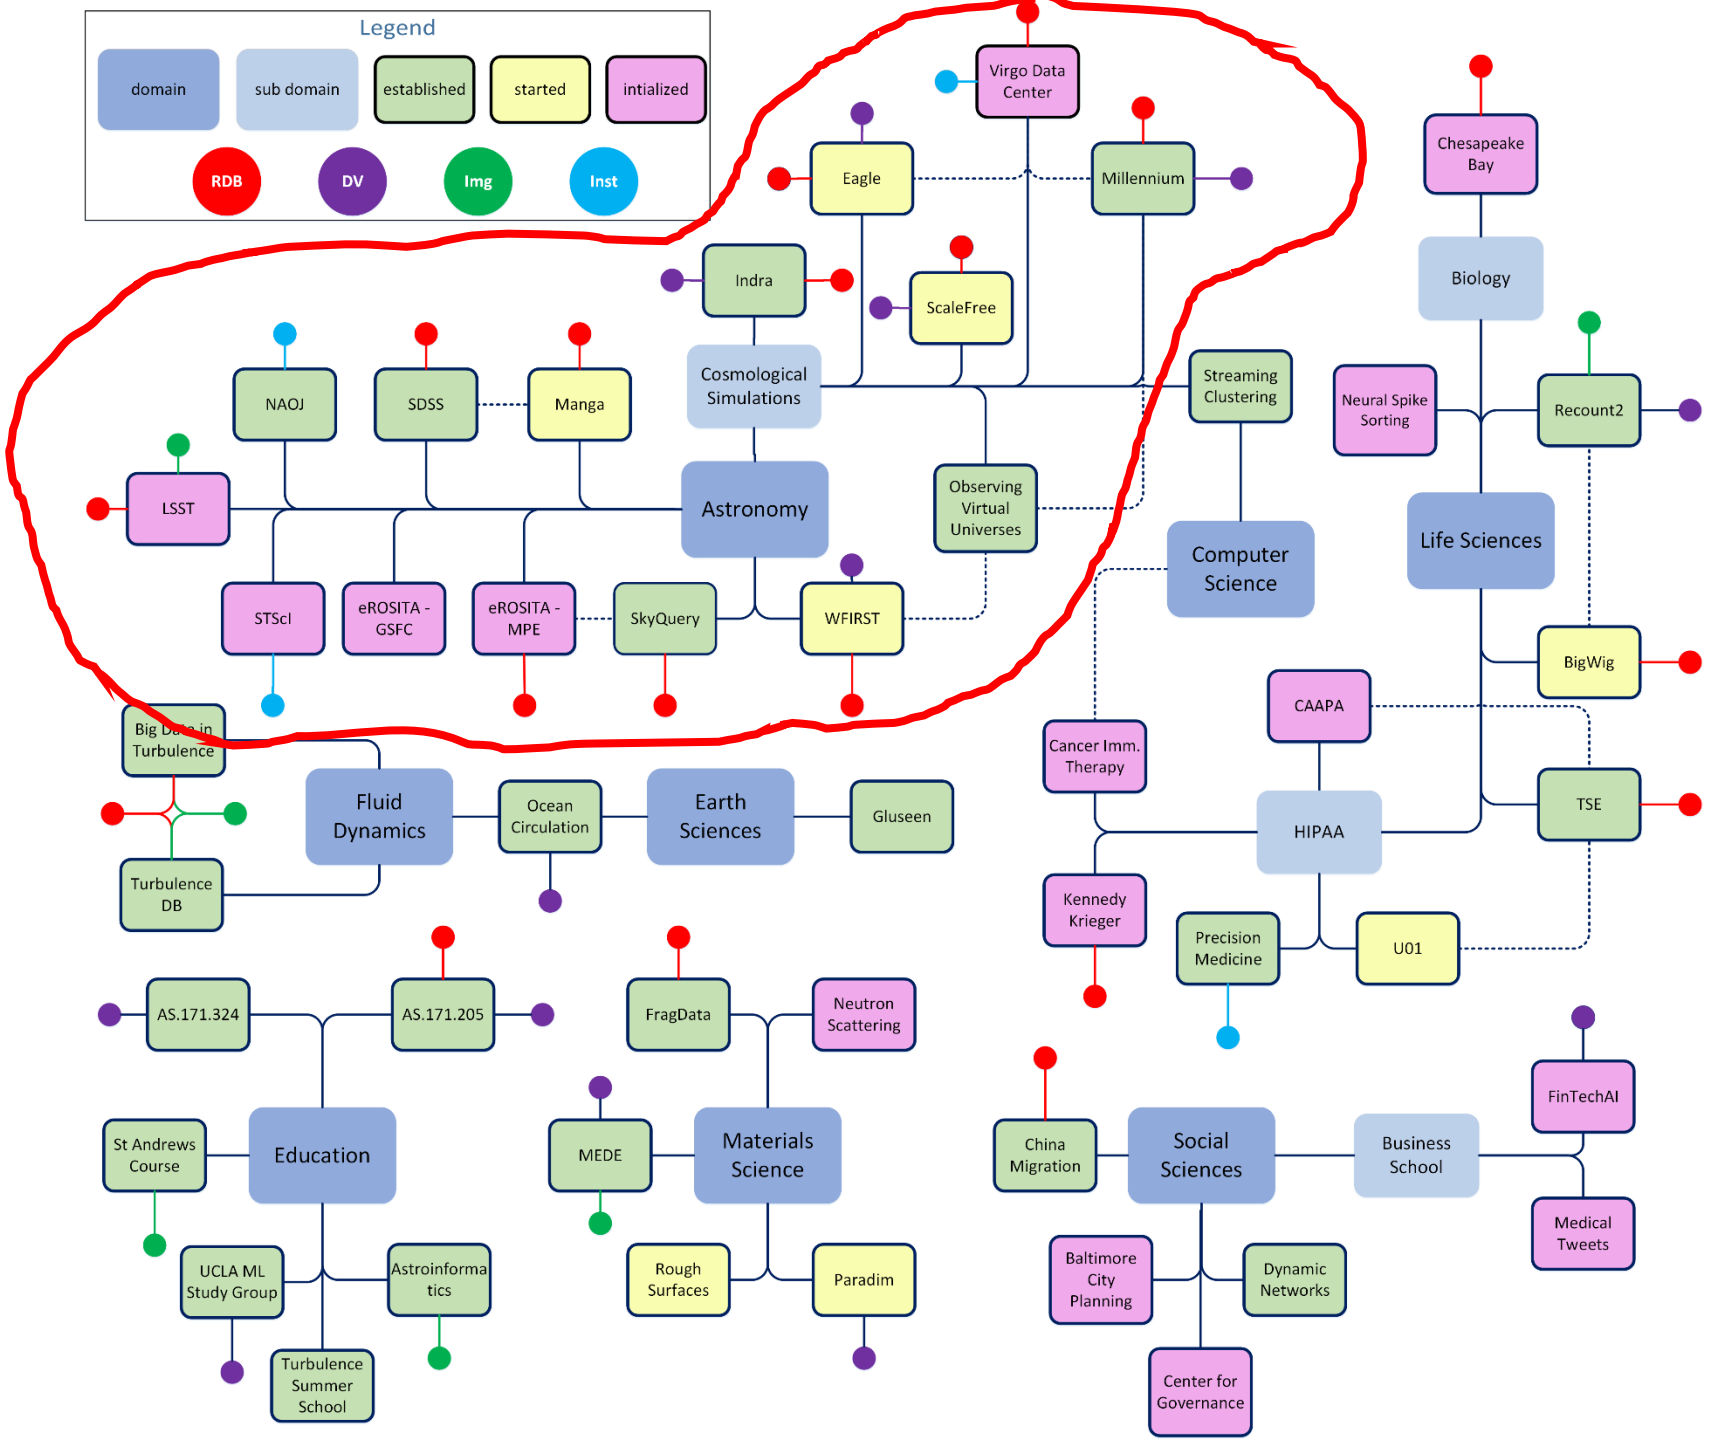 Legend
domain
sub domain
established
started
intialized
RDB
DV
Img
Inst
Virgo Data
Center
Eagle
Millennium
Chesapeake
Bay
Indra
ScaleFree
Biology
NAOJ
SDSS
Manga
Cosmological
Simulations
Streaming
Clustering
Neural Spike
Sorting
Recount2
LSST
Astronomy
Observing
Virtual
Universes
Computer
Science
Life Sciences
STScI
eROSITA -
GSFC
eROSITA -
MPE
SkyQuery
WFIRST
BigWig
CAAPA
Big Data in
Turbulence
Cancer Imm.
Therapy
Fluid
Dynamics
Ocean
Circulation
Earth
Sciences
Gluseen
HIPAA
TSE
Turbulence
DB
Kennedy
Krieger
Precision
Medicine
U01
AS.171.324
AS.171.205
FragData
Neutron
Scattering
FinTechAI
St Andrews
Course
Education
MEDE
Materials
Science
China
Migration
Social
Sciences
Business
School
Medical
Tweets
UCLA ML
Study Group
Astroinforma
tics
Rough
Surfaces
Paradim
Baltimore
City
Planning
Dynamic
Networks
Turbulence
Summer
School
Center for
Governance